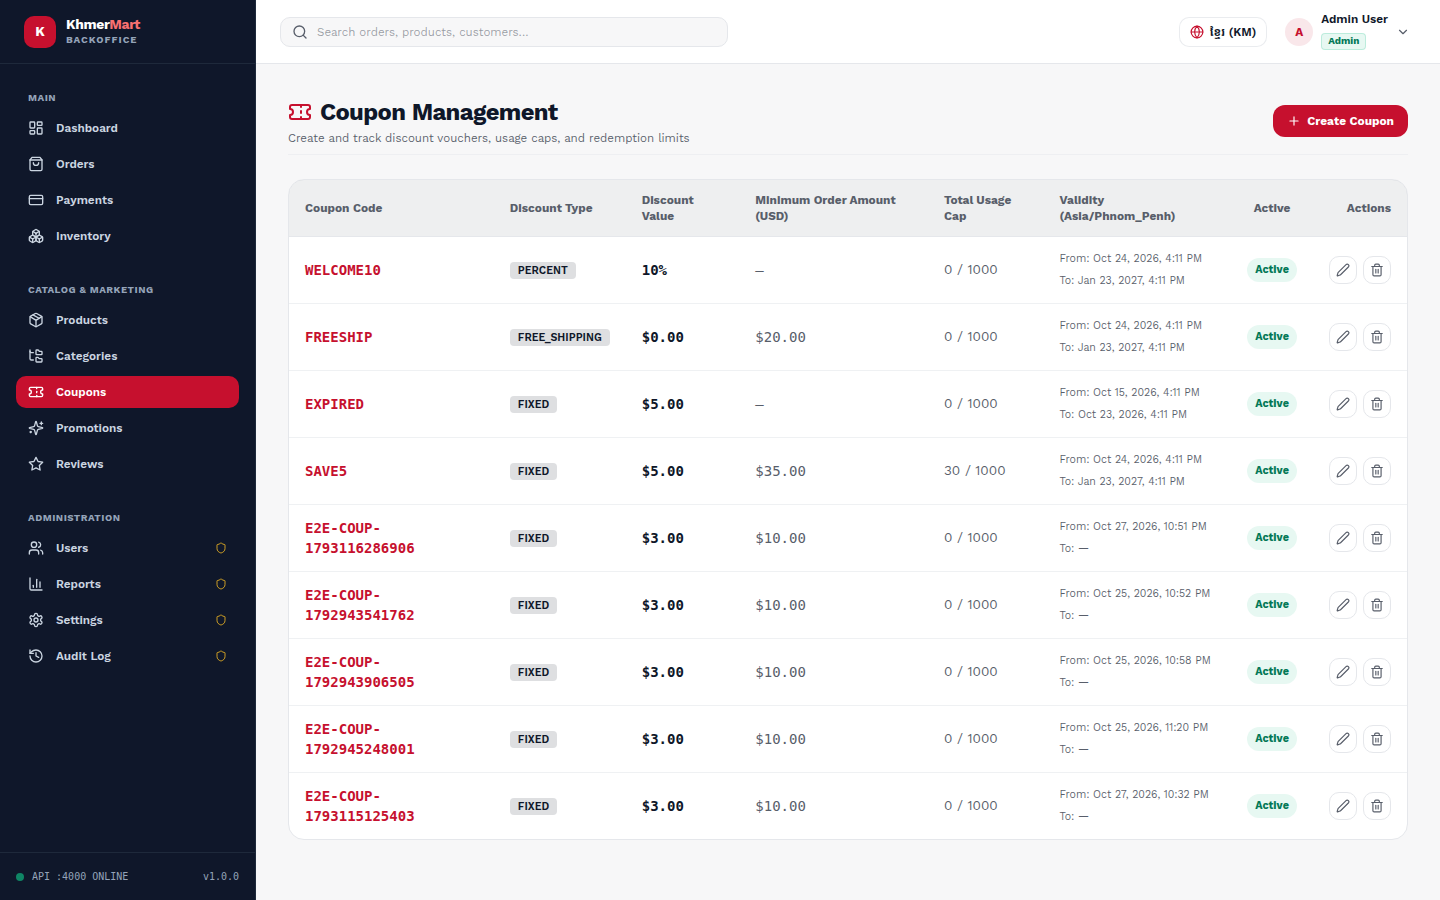 K
KhmerMart
BACKOFFICE
Search orders, products, customers...
ខ្មែរ (KM)
A
Admin User
Admin
MAIN
Dashboard
Orders
Payments
Inventory
CATALOG & MARKETING
Products
Categories
Coupons
Promotions
Reviews
ADMINISTRATION
Users
Reports
Settings
Audit Log
API :4000 ONLINE v1.0.0
Coupon Management
Create and track discount vouchers, usage caps, and redemption limits
Create Coupon
Coupon Code Discount Type Discount Value Minimum Order Amount (USD) Total Usage Cap Validity (Asia/Phnom_Penh) Active Actions
WELCOME10 PERCENT 10% — 0 / 1000 From: Oct 24, 2026, 4:11 PM Active
To: Jan 23, 2027, 4:11 PM
FREESHIP FREE_SHIPPING $0.00 $20.00 0 / 1000 From: Oct 24, 2026, 4:11 PM Active
To: Jan 23, 2027, 4:11 PM
EXPIRED FIXED $5.00 — 0 / 1000 From: Oct 15, 2026, 4:11 PM Active
To: Oct 23, 2026, 4:11 PM
SAVE5 FIXED $5.00 $35.00 30 / 1000 From: Oct 24, 2026, 4:11 PM Active
To: Jan 23, 2027, 4:11 PM
E2E-COUP-
1793116286906 FIXED $3.00 $10.00 0 / 1000 From: Oct 27, 2026, 10:51 PM Active
To: —
E2E-COUP-
1792943541762 FIXED $3.00 $10.00 0 / 1000 From: Oct 25, 2026, 10:52 PM Active
To: —
E2E-COUP-
1792943906505 FIXED $3.00 $10.00 0 / 1000 From: Oct 25, 2026, 10:58 PM Active
To: —
E2E-COUP-
1792945248001 FIXED $3.00 $10.00 0 / 1000 From: Oct 25, 2026, 11:20 PM Active
To: —
E2E-COUP-
1793115125403 FIXED $3.00 $10.00 0 / 1000 From: Oct 27, 2026, 10:32 PM Active
To: —